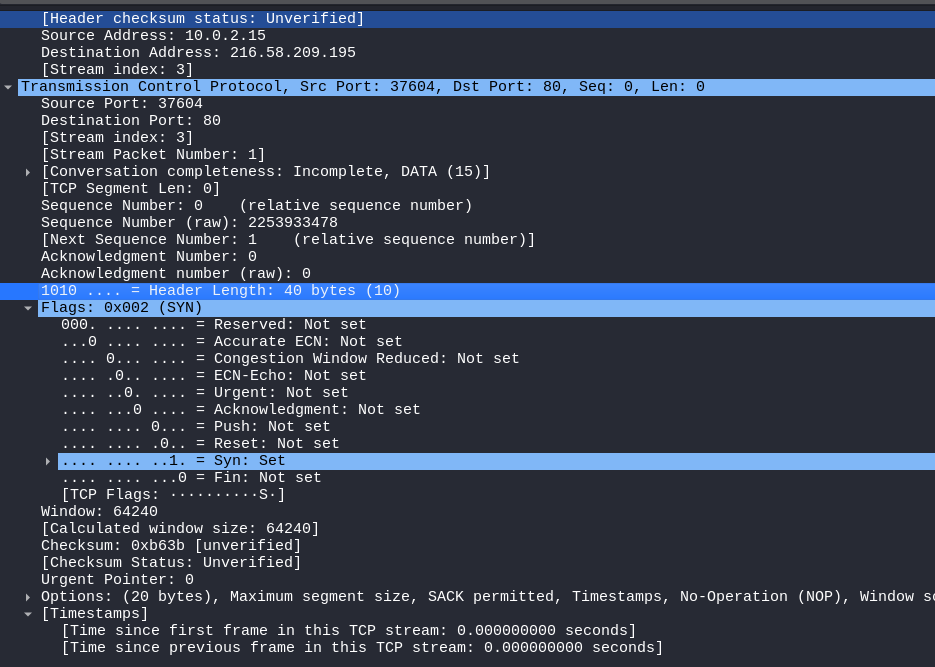 [Header checksum status: Unverified]
Source Address: 10.0.2.15
Destination Address: 216.58.209.195
[Stream index: 3]
Transmission Control Protocol, Src Port: 37604, Dst Port: 80, Seq: 0, Len: 0
Source Port: 37604
Destination Port: 80
[Stream index: 3]
[Stream Packet Number: 1]
[Conversation completeness: Incomplete, DATA (15)]
[TCP Segment Len: 0]
Sequence Number: 0    (relative sequence number)
Sequence Number (raw): 2253933478
[Next Sequence Number: 1    (relative sequence number)]
Acknowledgment Number: 0
Acknowledgment number (raw): 0
1010 .... = Header Length: 40 bytes (10)
Flags: 0x002 (SYN)
000. .... .... = Reserved: Not set
...0 .... .... = Accurate ECN: Not set
.... 0... .... = Congestion Window Reduced: Not set
.... .0.. .... = ECN-Echo: Not set
.... ..0. .... = Urgent: Not set
.... ...0 .... = Acknowledgment: Not set
.... .... 0... = Push: Not set
.... .... .0.. = Reset: Not set
.... .... ..1. = Syn: Set
.... .... ...0 = Fin: Not set
[TCP Flags: ··········S·]
Window: 64240
[Calculated window size: 64240]
Checksum: 0xb63b [unverified]
[Checksum Status: Unverified]
Urgent Pointer: 0
Options: (20 bytes), Maximum segment size, SACK permitted, Timestamps, No-Operation (NOP), Window
[Timestamps]
[Time since first frame in this TCP stream: 0.000000000 seconds]
[Time since previous frame in this TCP stream: 0.000000000 seconds]